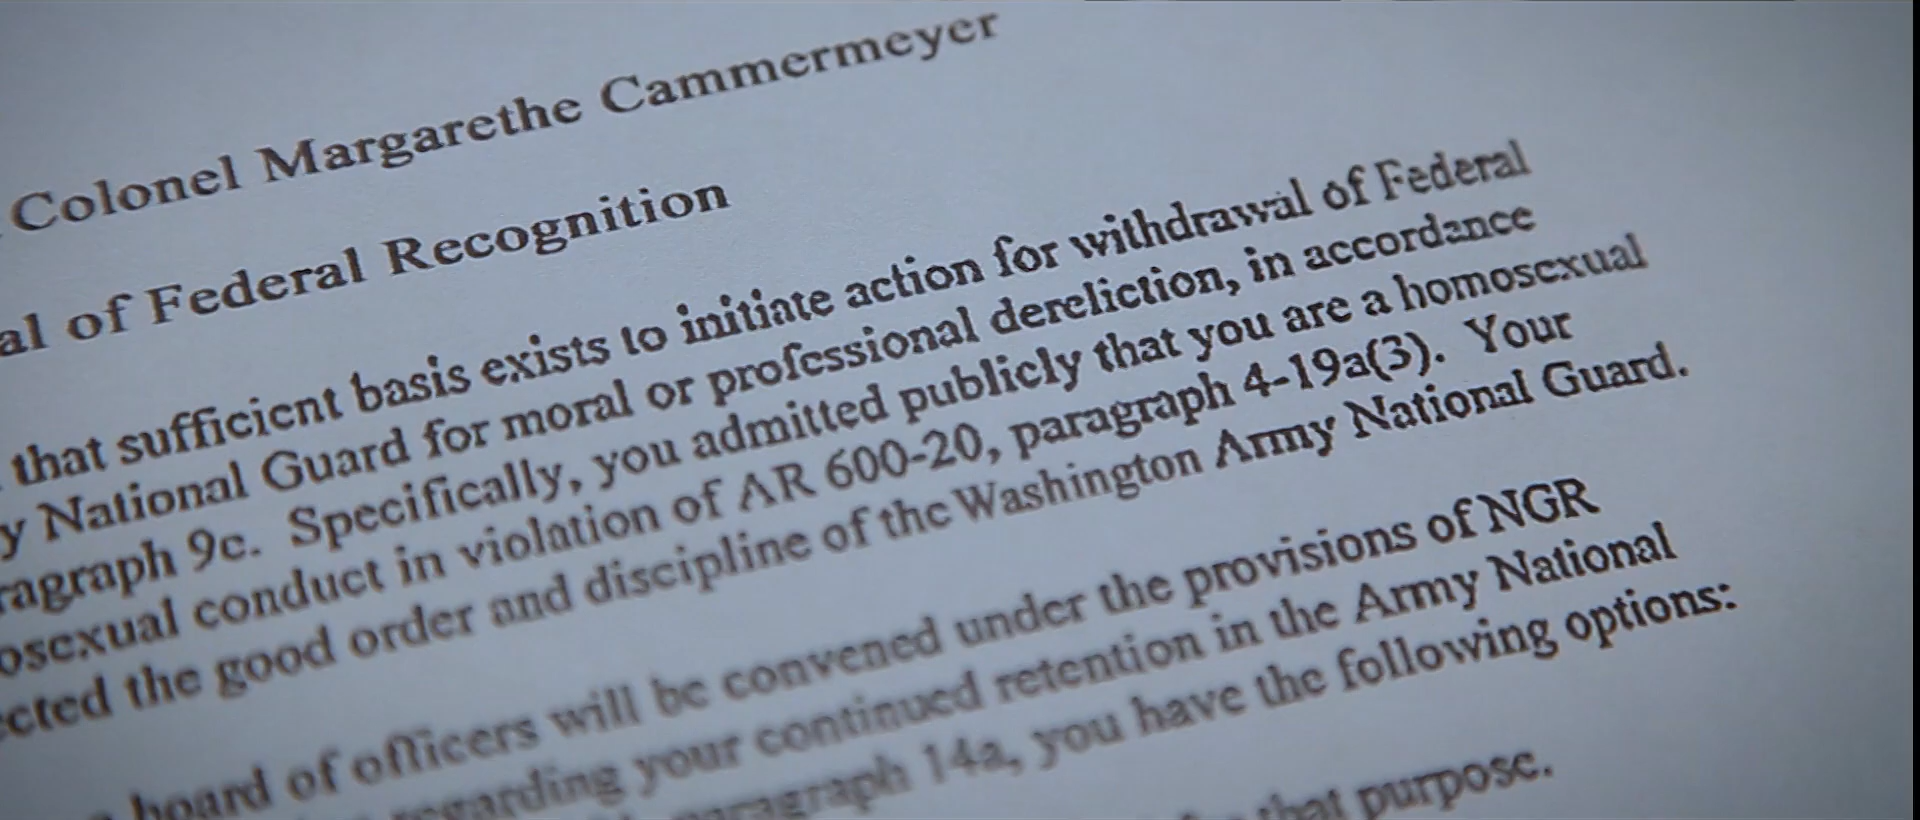 Colonel Margarethe Cammermeyer
al of Federal Recognition
that sufficient basis exists to initiate action for withdrawal of Federal
y National Guard for moral or professional dereliction, in accordance
ragraph 9c. Specifically, you admitted publicly that you are a homosexual
osexual conduct in violation of AR 600-20, paragraph 4-19a(3). Your
ected the good order and discipline of the Washington Army National Guard.
board of officers will be convened under the provisions of NGR
regarding your continued retention in the Army National
paragraph 14a, you have the following options:
that purpose.